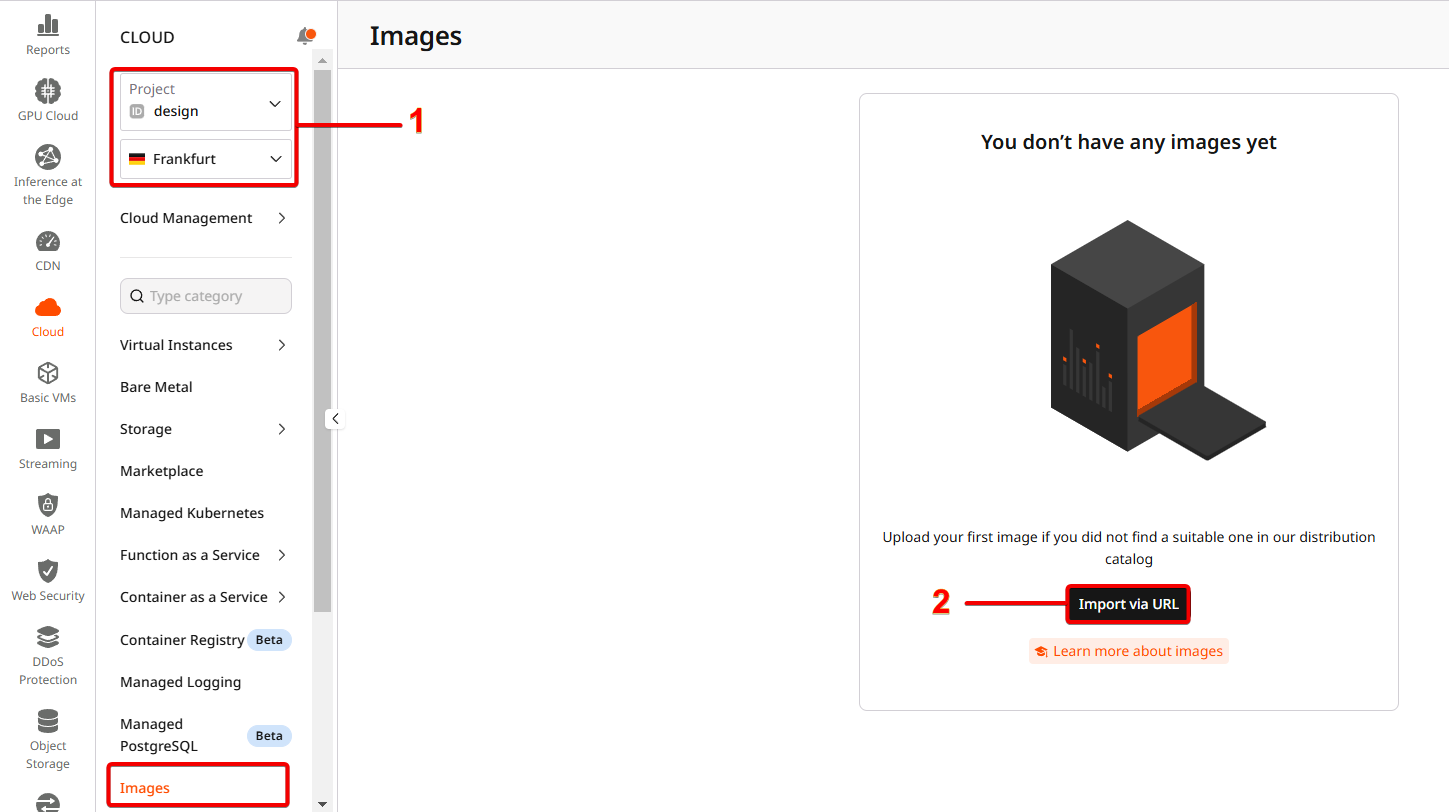 Reports
GPU Cloud
Inference at
the Edge
CDN
Cloud
Basic VMs
Streaming
WAAP
Web Security
DDoS
Protection
Object
Storage
CLOUD
Project
ID design
Frankfurt
1
Cloud Management
Type category
Virtual Instances
Bare Metal
Storage
Marketplace
Managed Kubernetes
Function as a Service
Container as a Service
Container Registry Beta
Managed Logging
Managed
PostgreSQL
Beta
Images
Images
You don’t have any images yet
Upload your first image if you did not find a suitable one in our distribution
catalog
2
Import via URL
Learn more about images